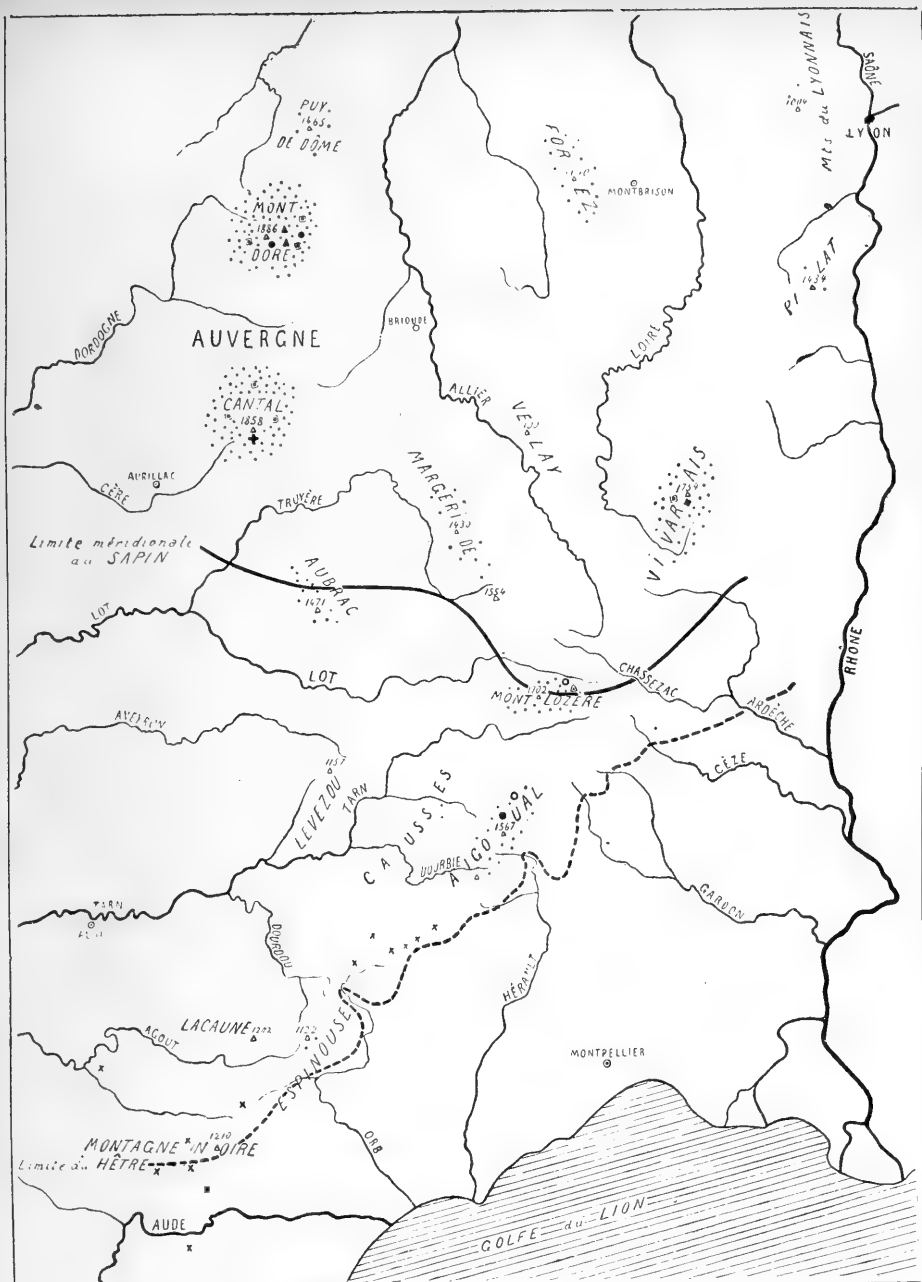 SAÔNE
Mts du LYONNAIS
1004
LYON
PUY
1465
DE DÔME
FOREZ
MONTBRISON
MONT
1886
DORE
PILAT
1434
DORDOGNE
AUVERGNE
BRIOUDE
LOIRE
ALLIER
CANTAL
1858
VELAY
AURILLAC
CÈRE
TRUYÈRE
MARGERIDE
1430
VIVARAIS
1754
Limite méridionale
du SAPIN
AUBRAC
1471
1554
LOT
LOT
CHASSEZAC
1702
MONT LOZÈRE
RHÔNE
ARDÈCHE
AVEYRON
CÈZE
1157
LEVEZOU
TARN
CAUSSES
AIGOUAL
1567
DOURBIE
GARDON
TARN
DOURDOU
HÉRAULT
LACAUNE
AGOUT
ESPINOUSE
MONTPELLIER
1210
MONTAGNE NOIRE
Limite du HÊTRE
ORB
AUDE
GOLFE du LION